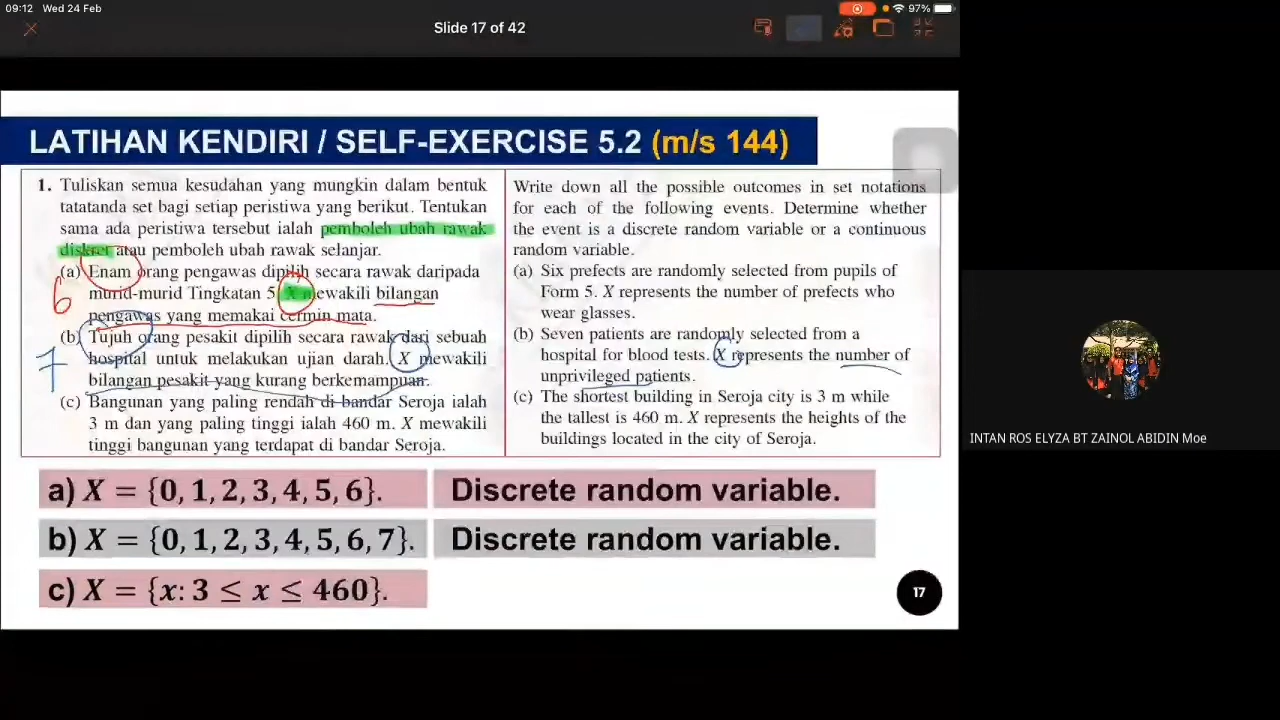 09:12 Wed 24 Feb
97%
Slide 17 of 42
LATIHAN KENDIRI / SELF-EXERCISE 5.2 (m/s 144)
1. Tuliskan semua kesudahan yang mungkin dalam bentuk
tatatanda set bagi setiap peristiwa yang berikut. Tentukan
sama ada peristiwa tersebut ialah pemboleh ubah rawak
diskret atau pemboleh ubah rawak selanjar.
(a) Enam orang pengawas dipilih secara rawak daripada
murid-murid Tingkatan 5. X mewakili bilangan
pengawas yang memakai cermin mata.
6
(b) Tujuh orang pesakit dipilih secara rawak dari sebuah
hospital untuk melakukan ujian darah. X mewakili
bilangan pesakit yang kurang berkemampuan.
7
(c) Bangunan yang paling rendah di bandar Seroja ialah
3 m dan yang paling tinggi ialah 460 m. X mewakili
tinggi bangunan yang terdapat di bandar Seroja.
Write down all the possible outcomes in set notations
for each of the following events. Determine whether
the event is a discrete random variable or a continuous
random variable.
(a) Six prefects are randomly selected from pupils of
Form 5. X represents the number of prefects who
wear glasses.
(b) Seven patients are randomly selected from a
hospital for blood tests. X represents the number of
unprivileged patients.
(c) The shortest building in Seroja city is 3 m while
the tallest is 460 m. X represents the heights of the
buildings located in the city of Seroja.
a) X = {0, 1, 2, 3, 4, 5, 6}. Discrete random variable.
b) X = {0, 1, 2, 3, 4, 5, 6, 7}. Discrete random variable.
c) X = {x: 3 ≤ x ≤ 460}.
17
INTAN ROS ELYZA BT ZAINOL ABIDIN Moe